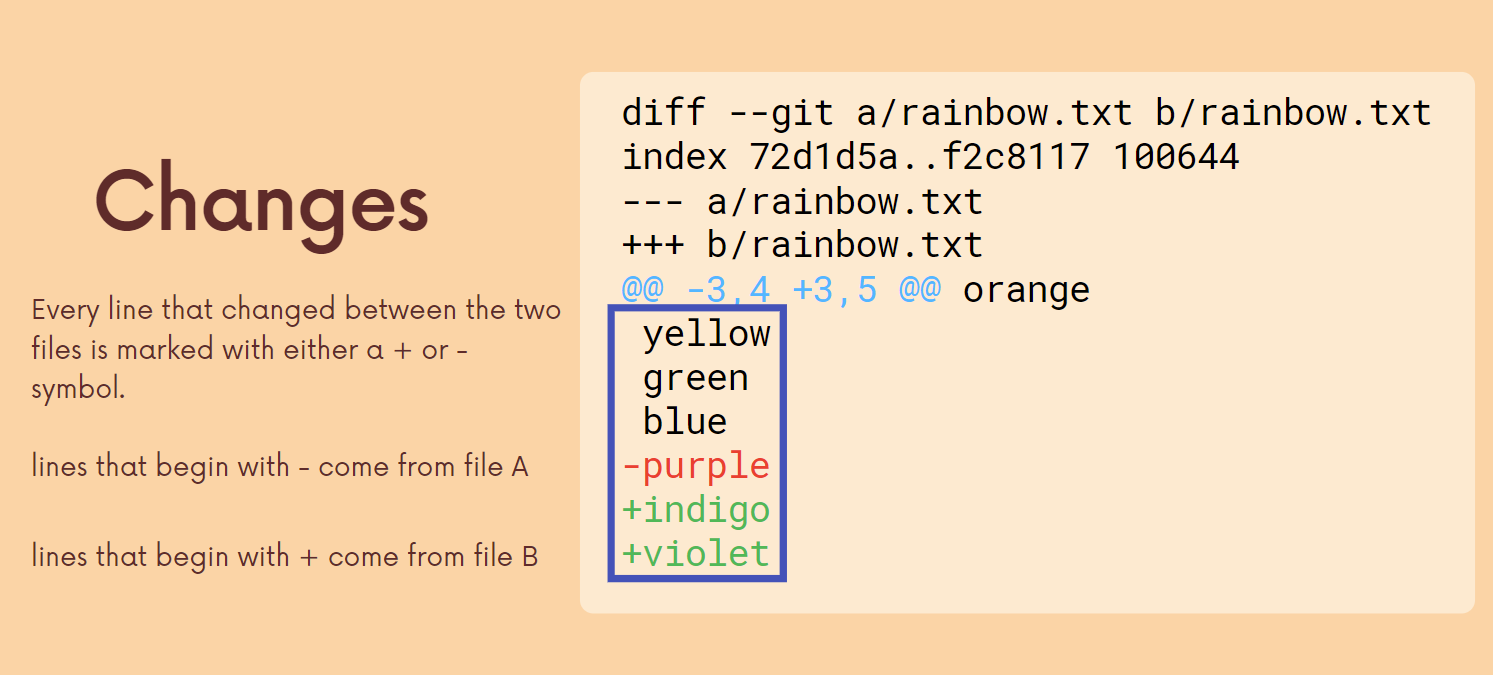 Changes
Every line that changed between the two
files is marked with either a + or -
symbol.
lines that begin with - come from file A
lines that begin with + come from file B
diff --git a/rainbow.txt b/rainbow.txt
index 72d1d5a..f2c8117 100644
--- a/rainbow.txt
+++ b/rainbow.txt
@@ -3,4 +3,5 @@ orange
 yellow
 green
 blue
-purple
+indigo
+violet